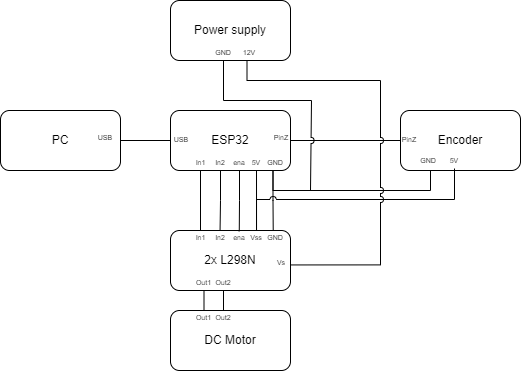 Power supply
GND 12V
PC
USB
USB
ESP32
PinZ
In1 In2 ena 5V GND
PinZ
Encoder
GND 5V
In1 In2 ena Vss GND
2x L298N
Vs
Out1 Out2
Out1 Out2
DC Motor